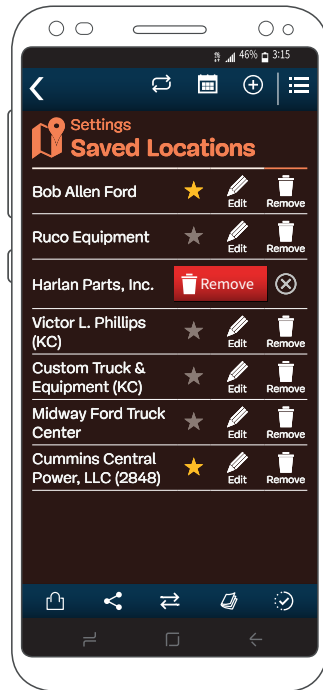 46% 3:15
Settings
Saved Locations
Bob Allen Ford
Edit Remove
Ruco Equipment
Edit Remove
Harlan Parts, Inc. Remove
Victor L. Phillips
(KC)
Edit Remove
Custom Truck &
Equipment (KC)
Edit Remove
Midway Ford Truck
Center
Edit Remove
Cummins Central
Power, LLC (2848)
Edit Remove